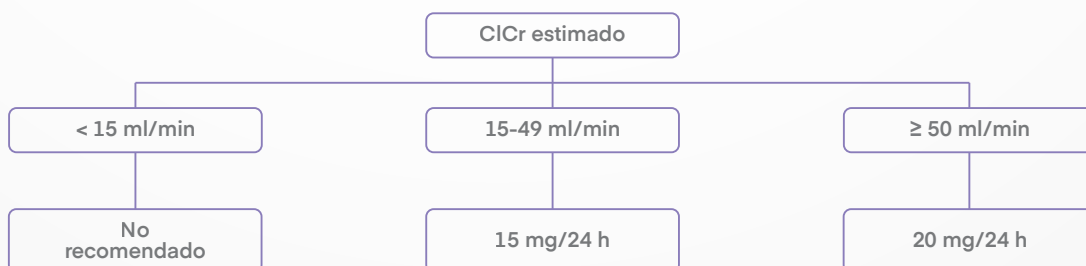 ClCr estimado
< 15 ml/min
15-49 ml/min
≥ 50 ml/min
No
recomendado
15 mg/24 h
20 mg/24 h